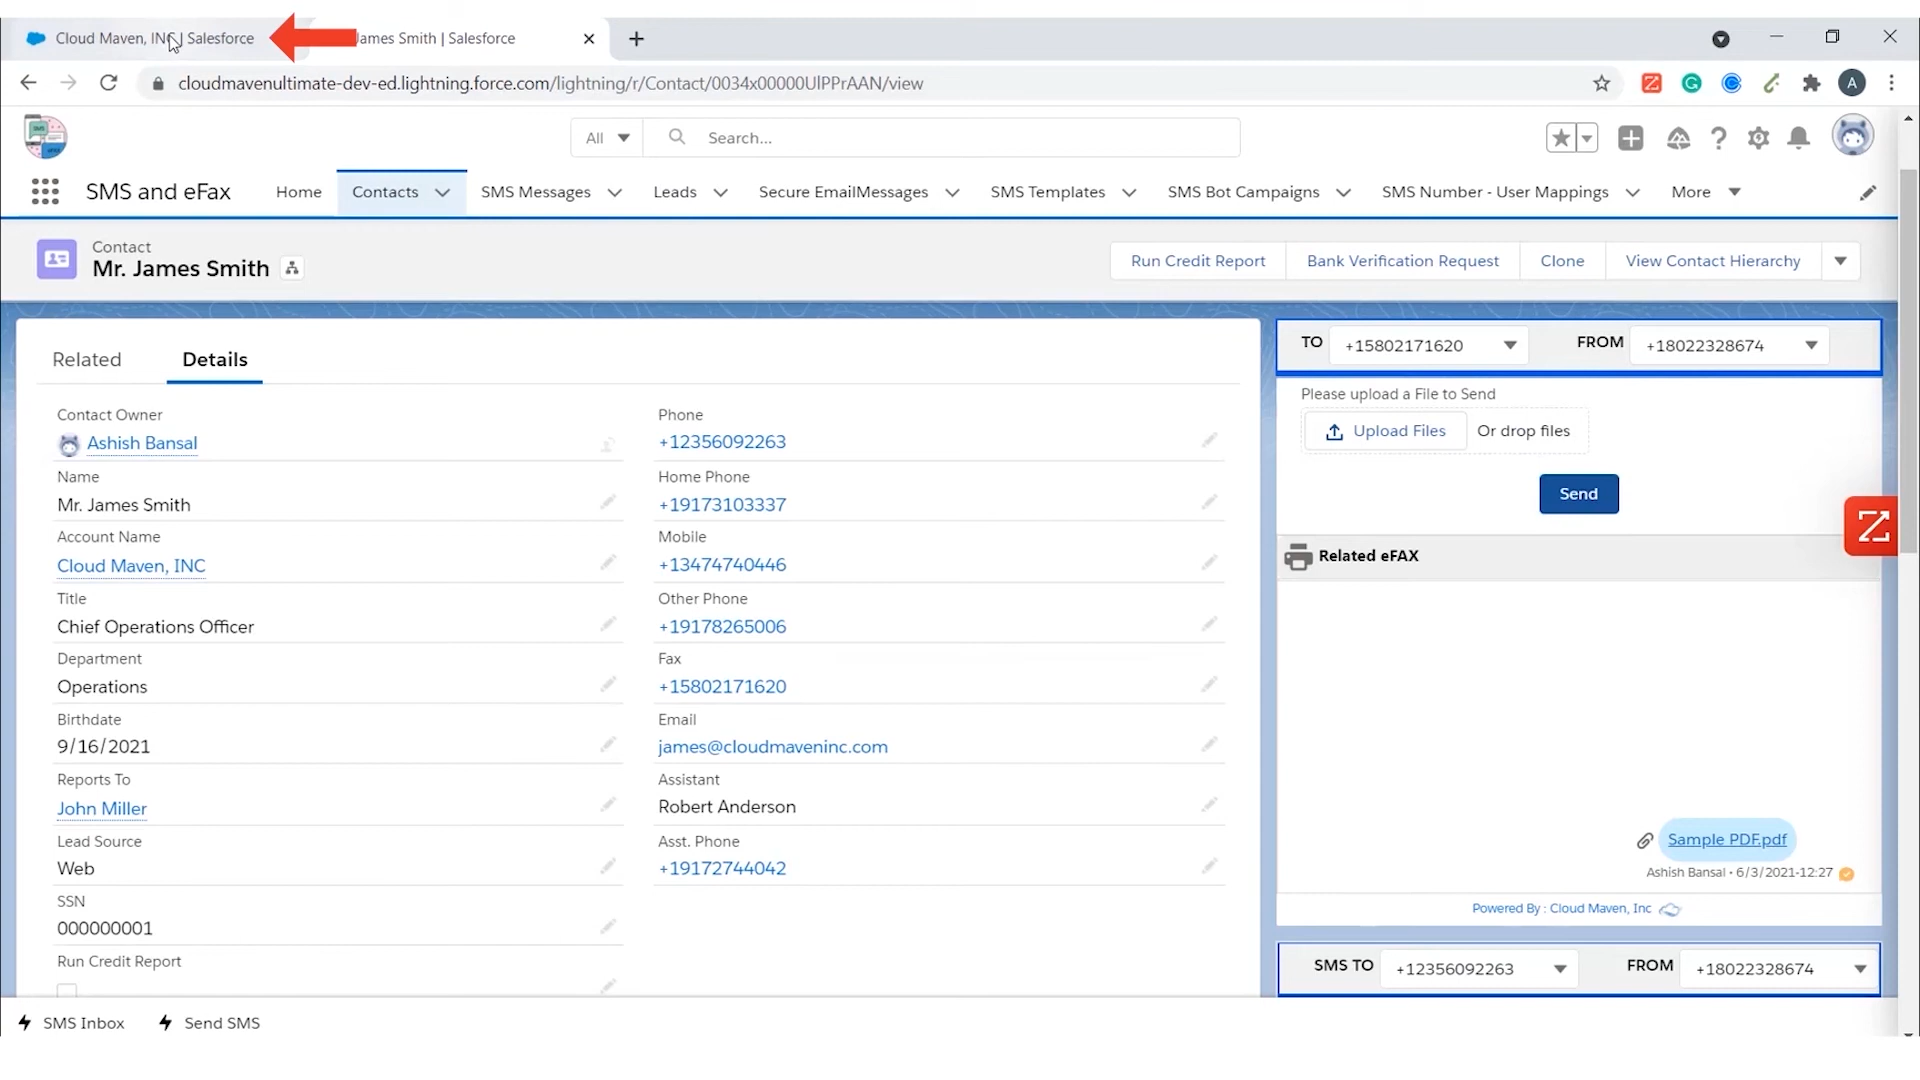 Cloud Maven, INC | Salesforce
James Smith | Salesforce
cloudmavenultimate-dev-ed.lightning.force.com/lightning/r/Contact/0034x00000UlPPrAAN/view
A
All
Search...
SMS and eFax
Home
Contacts
SMS Messages
Leads
Secure EmailMessages
SMS Templates
SMS Bot Campaigns
SMS Number - User Mappings
More
Contact
Mr. James Smith
Run Credit Report
Bank Verification Request
Clone
View Contact Hierarchy
Related
Details
Contact Owner
Ashish Bansal
Name
Mr. James Smith
Account Name
Cloud Maven, INC
Title
Chief Operations Officer
Department
Operations
Birthdate
9/16/2021
Reports To
John Miller
Lead Source
Web
SSN
000000001
Run Credit Report
Phone
+12356092263
Home Phone
+19173103337
Mobile
+13474740446
Other Phone
+19178265006
Fax
+15802171620
Email
james@cloudmaveninc.com
Assistant
Robert Anderson
Asst. Phone
+19172744042
TO +15802171620
FROM +18022328674
Please upload a File to Send
Upload Files
Or drop files
Send
Related eFAX
Sample PDF.pdf
Ashish Bansal • 6/3/2021-12:27
Powered By : Cloud Maven, Inc
SMS TO +12356092263
FROM +18022328674
SMS Inbox
Send SMS